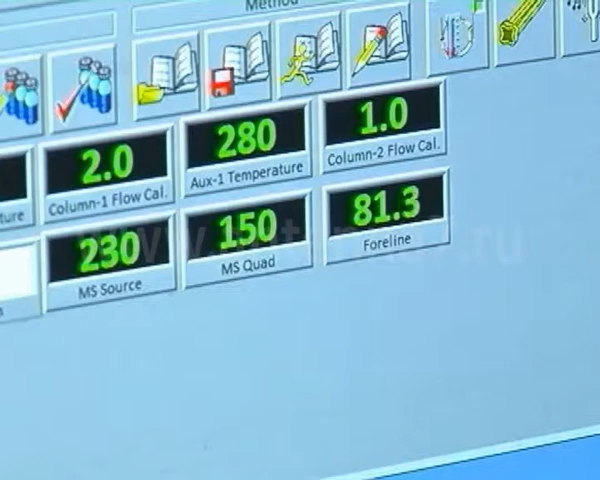 Method
2.0
280
1.0
ture
Column-1 Flow Cal.
Aux-1 Temperature
Column-2 Flow Cal.
230
150
81.3
MS Source
MS Quad
Foreline